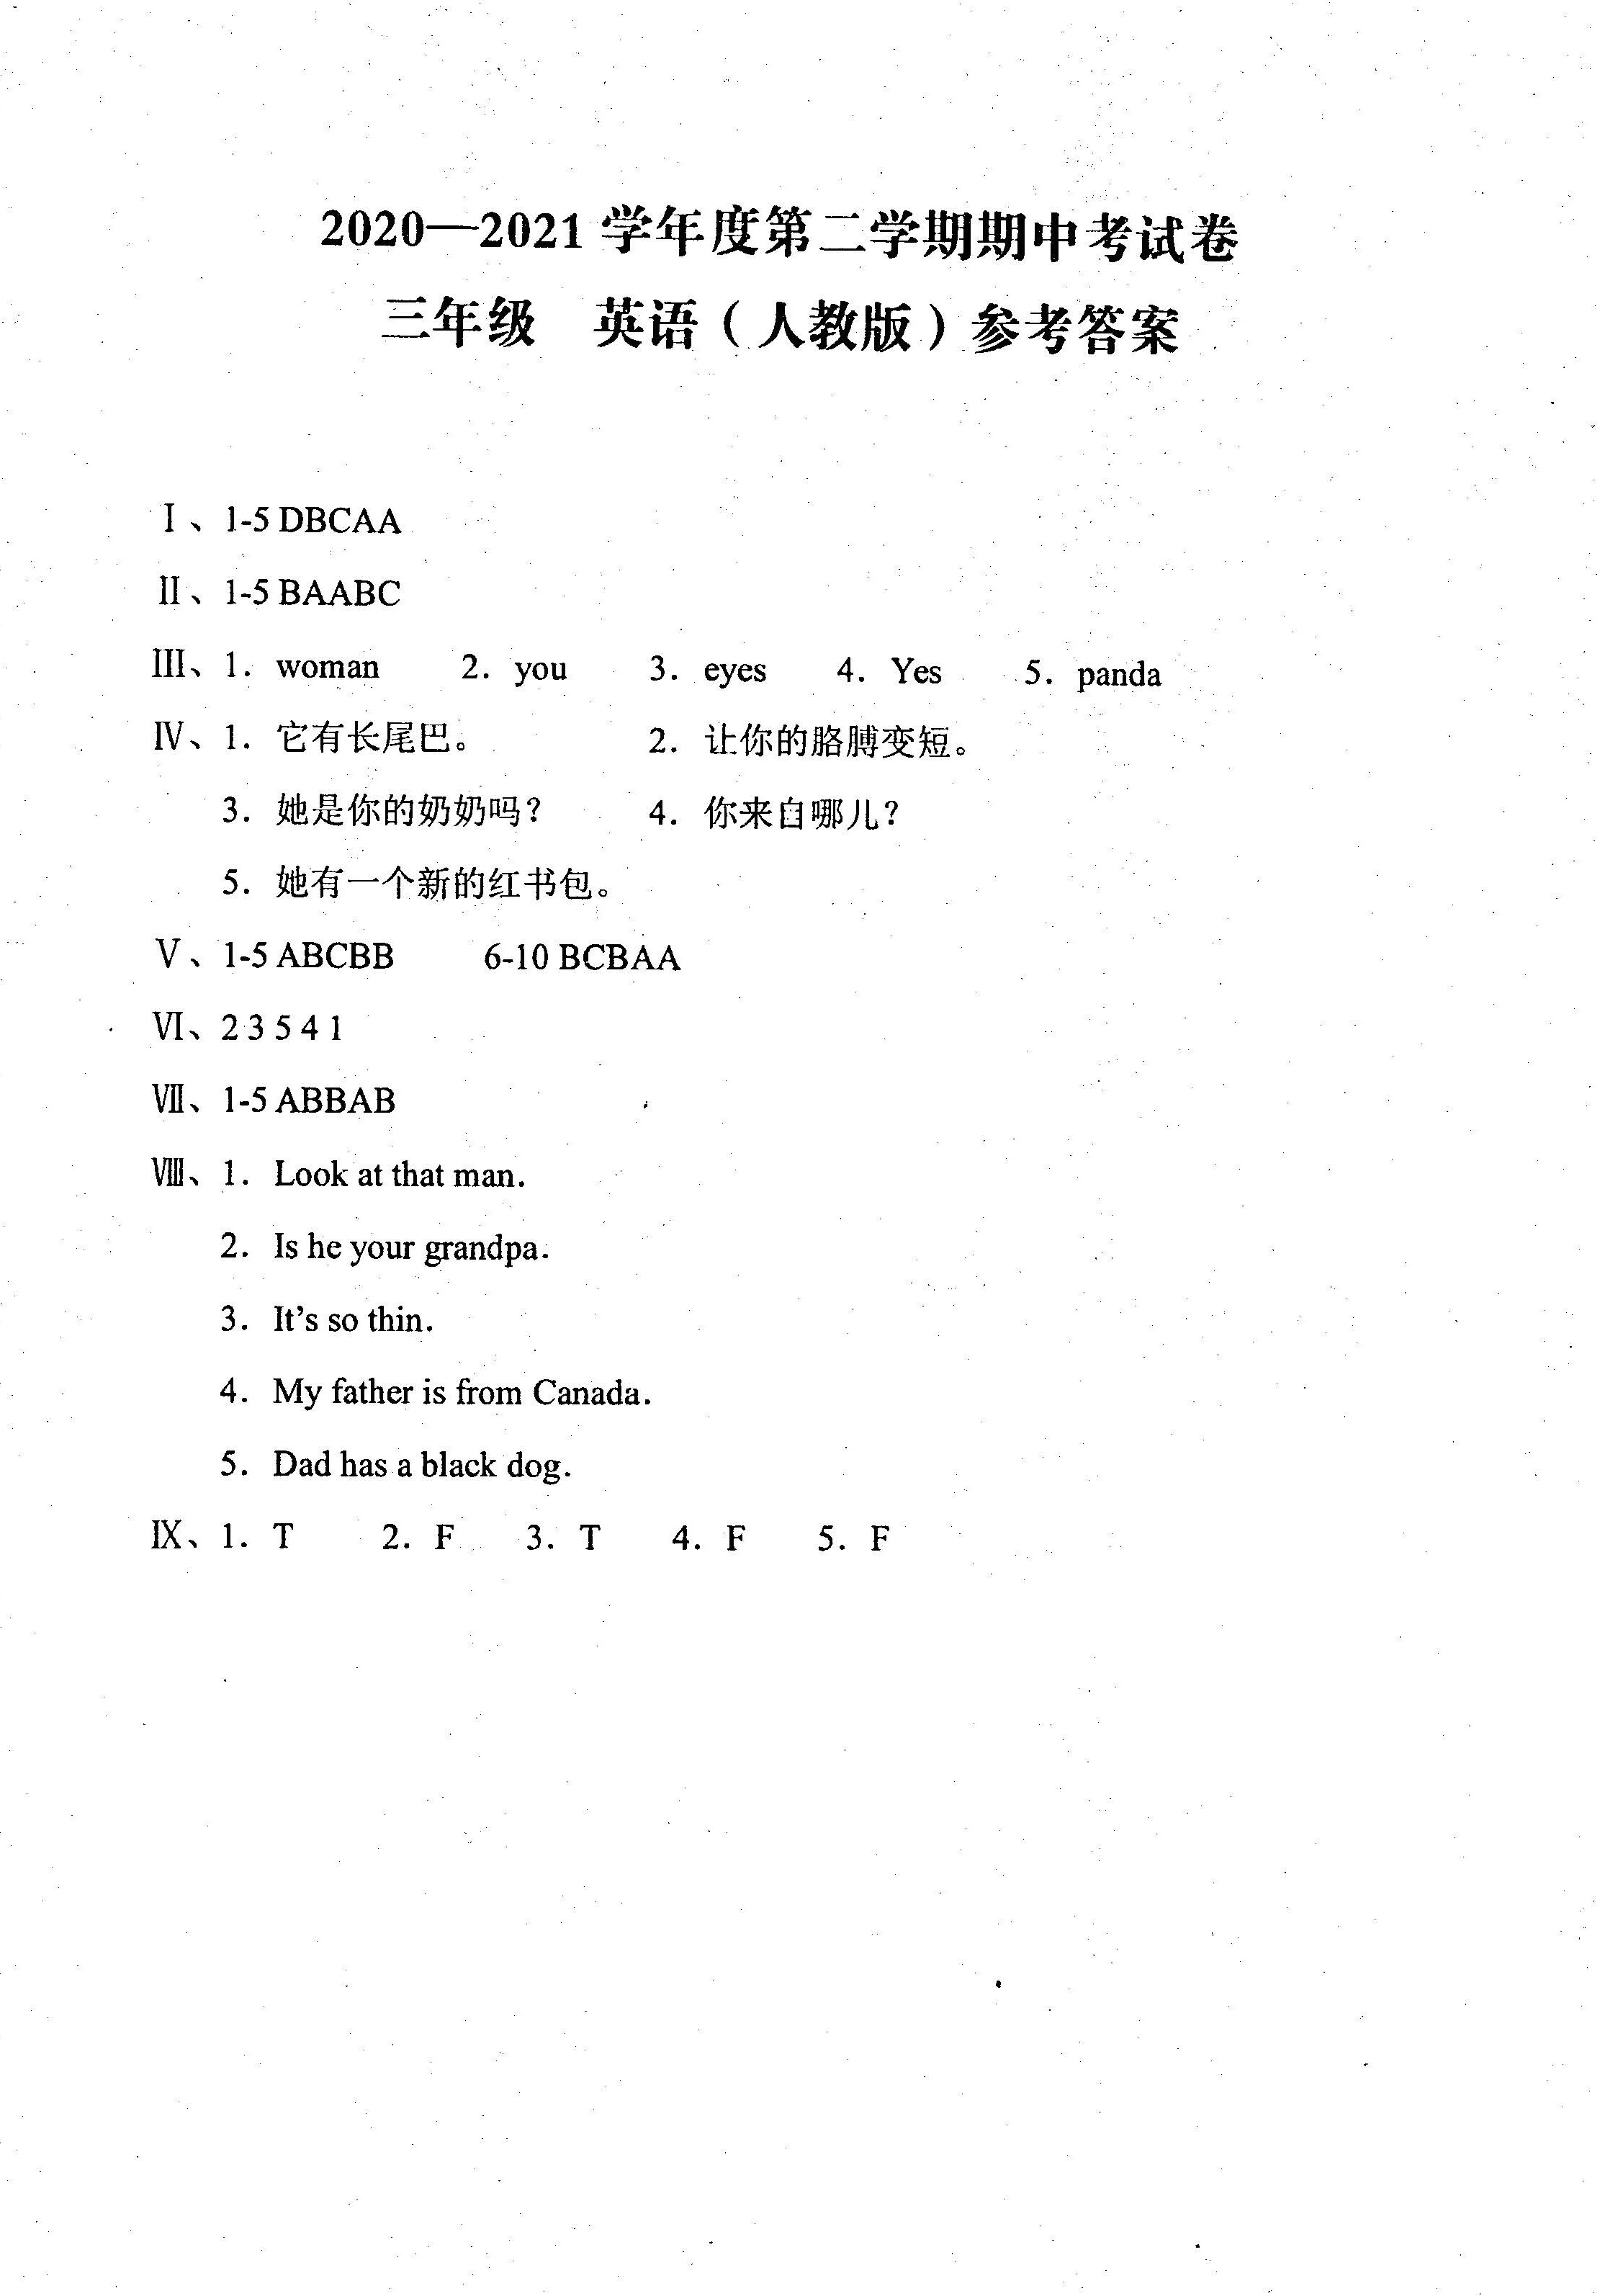 2020—2021 学年度第二学期期中考试卷
三年级 英语（人教版）参考答案
Ⅰ、1-5 DBCAA
Ⅱ、1-5 BAABC
Ⅲ、1. woman 2. you 3. eyes 4. Yes 5. panda
Ⅳ、1. 它有长尾巴。 2. 让你的胳膊变短。
3. 她是你的奶奶吗？ 4. 你来自哪儿？
5. 她有一个新的红书包。
Ⅴ、1-5 ABCBB 6-10 BCBAA
Ⅵ、2 3 5 4 1
Ⅶ、1-5 ABBAB
Ⅷ、1. Look at that man.
2. Is he your grandpa.
3. It's so thin.
4. My father is from Canada.
5. Dad has a black dog.
Ⅸ、1. T 2. F 3. T 4. F 5. F